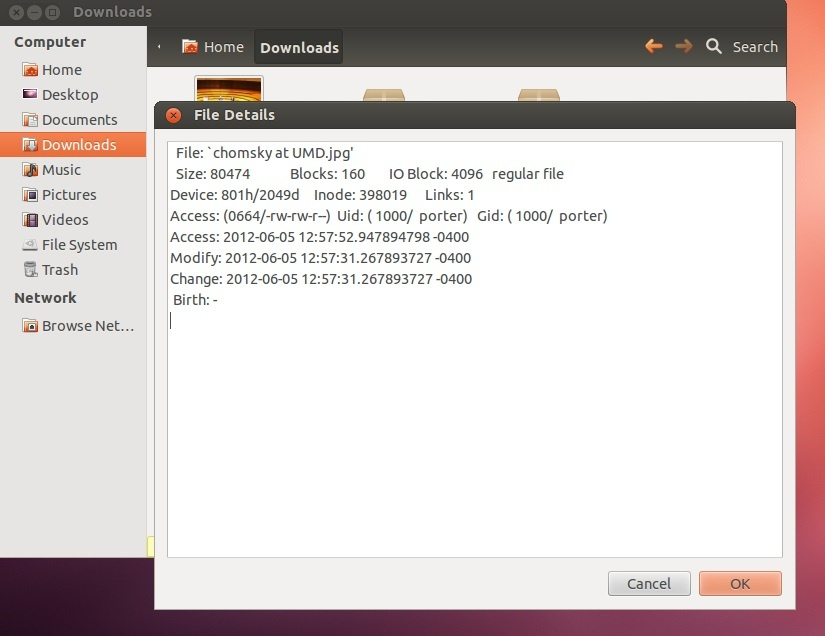 Downloads
Computer
Home
Desktop
Documents
Downloads
Music
Pictures
Videos
File System
Trash
Network
Browse Net…
Home
Downloads
Search
File Details
File: `chomsky at UMD.jpg'
Size: 80474 Blocks: 160 IO Block: 4096 regular file
Device: 801h/2049d Inode: 398019 Links: 1
Access: (0664/-rw-rw-r--) Uid: ( 1000/ porter) Gid: ( 1000/ porter)
Access: 2012-06-05 12:57:52.947894798 -0400
Modify: 2012-06-05 12:57:31.267893727 -0400
Change: 2012-06-05 12:57:31.267893727 -0400
Birth: -
Cancel
OK